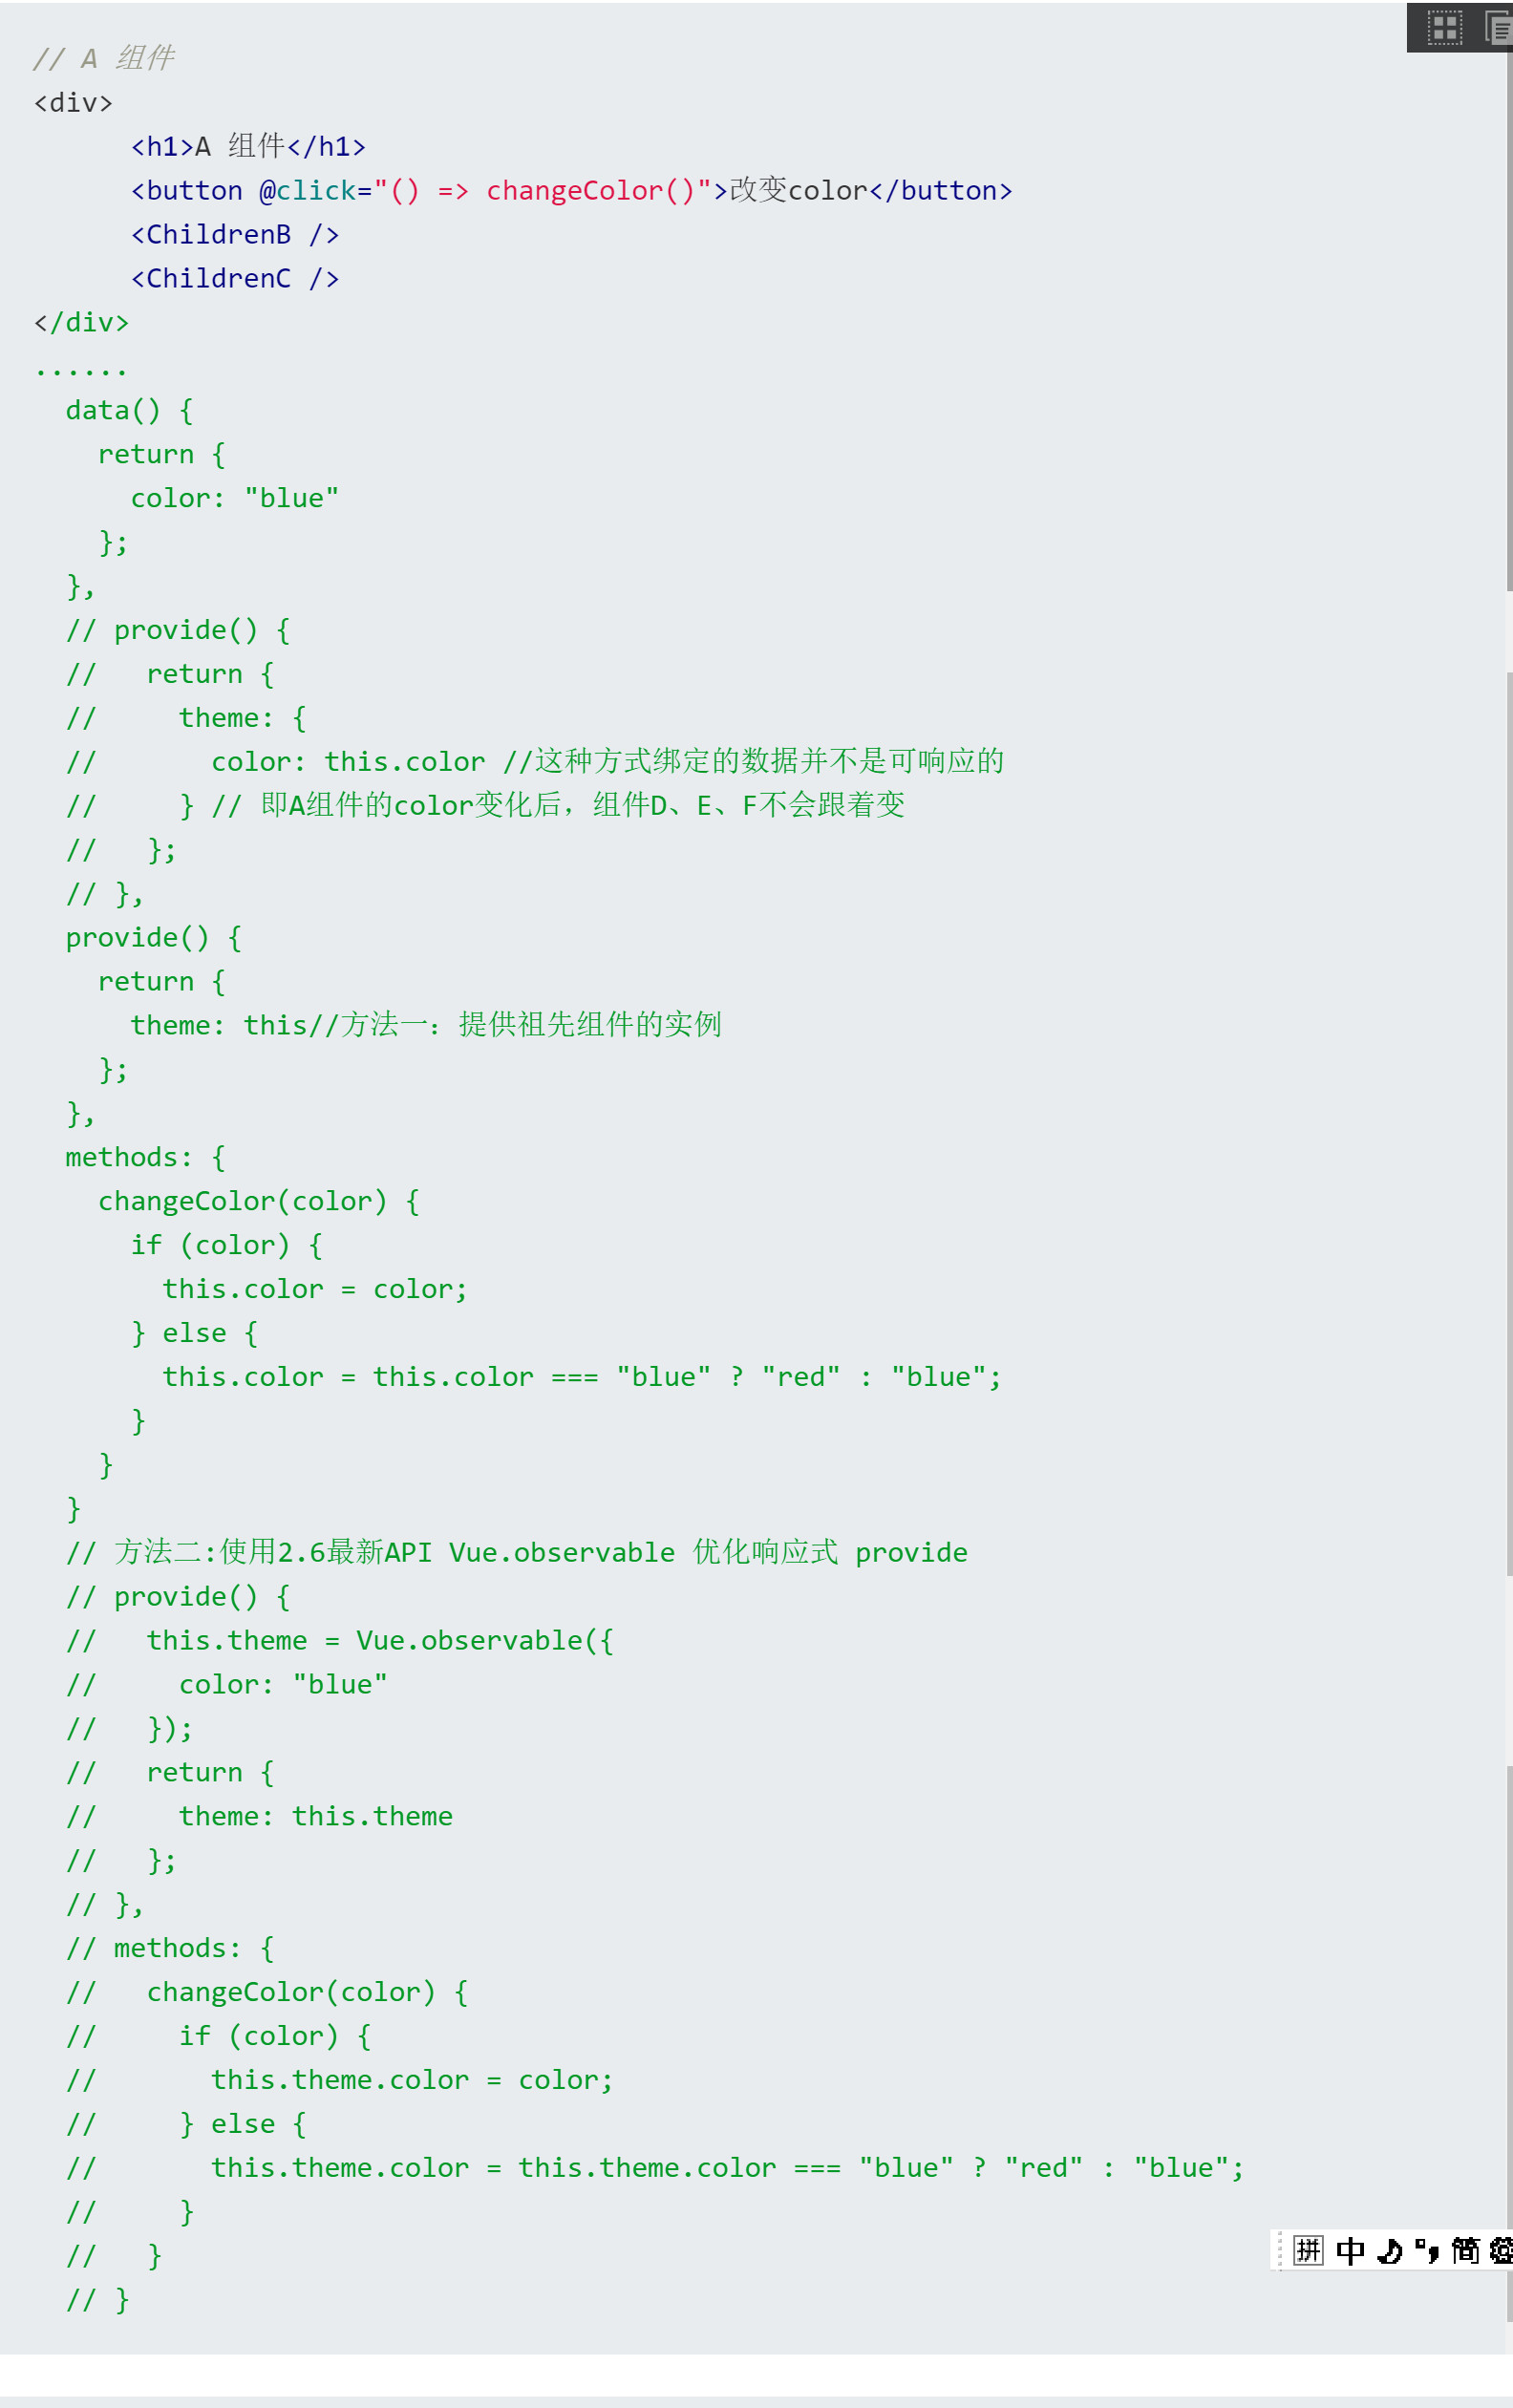 // A 组件
<div>
      <h1>A 组件</h1>
      <button @click="() => changeColor()">改变color</button>
      <ChildrenB />
      <ChildrenC />
</div>
......
  data() {
    return {
      color: "blue"
    };
  },
  // provide() {
  //   return {
  //     theme: {
  //       color: this.color //这种方式绑定的数据并不是可响应的
  //     } // 即A组件的color变化后，组件D、E、F不会跟着变
  //   };
  // },
  provide() {
    return {
      theme: this//方法一：提供祖先组件的实例
    };
  },
  methods: {
    changeColor(color) {
      if (color) {
        this.color = color;
      } else {
        this.color = this.color === "blue" ? "red" : "blue";
      }
    }
  }
  // 方法二:使用2.6最新API Vue.observable 优化响应式 provide
  // provide() {
  //   this.theme = Vue.observable({
  //     color: "blue"
  //   });
  //   return {
  //     theme: this.theme
  //   };
  // },
  // methods: {
  //   changeColor(color) {
  //     if (color) {
  //       this.theme.color = color;
  //     } else {
  //       this.theme.color = this.theme.color === "blue" ? "red" : "blue";
  //     }
  //   }
  // }
拼 中 简